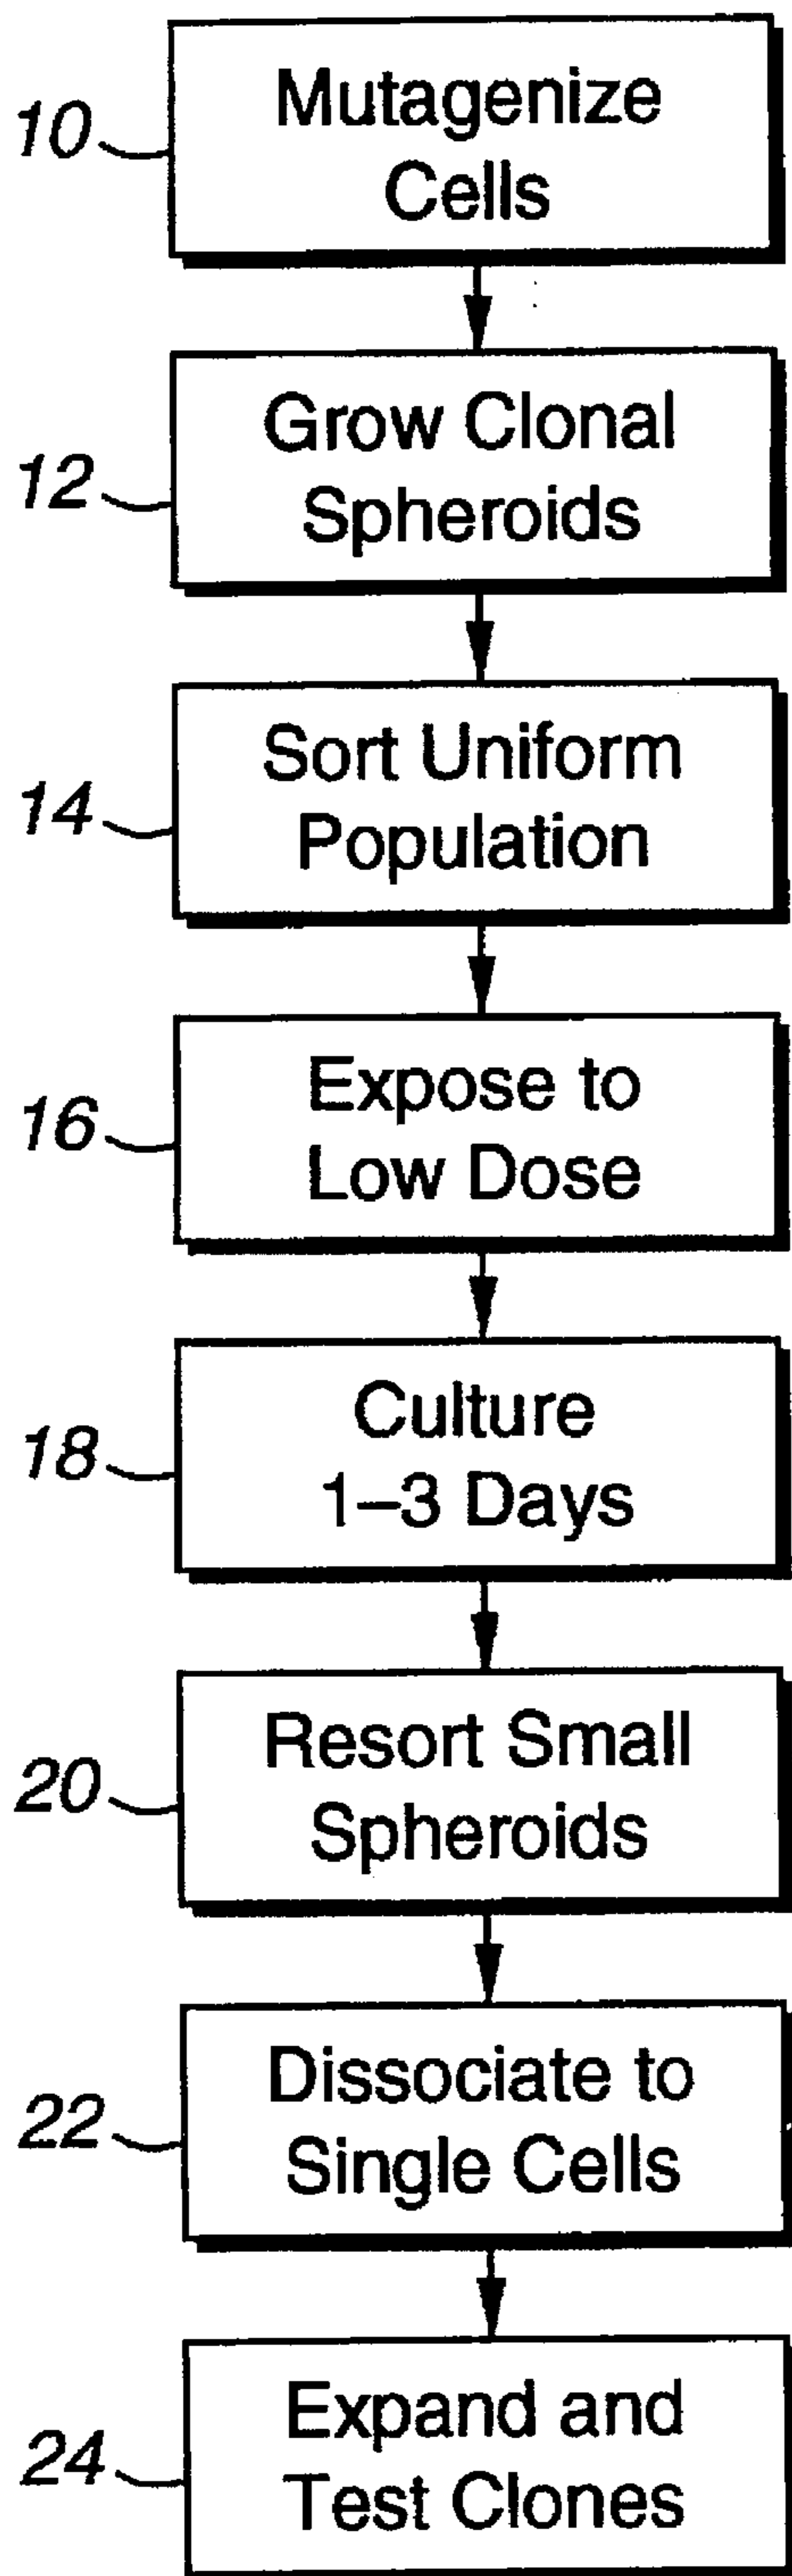 10
Mutagenize
Cells
12
Grow Clonal
Spheroids
14
Sort Uniform
Population
16
Expose to
Low Dose
18
Culture
1–3 Days
20
Resort Small
Spheroids
22
Dissociate to
Single Cells
24
Expand and
Test Clones